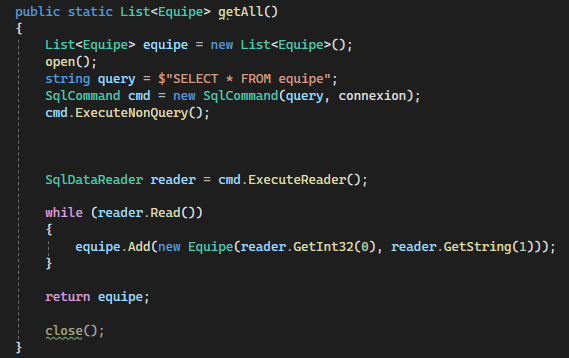 public static List<Equipe> getAll()
{
List<Equipe> equipe = new List<Equipe>();
open();
string query = $"SELECT * FROM equipe";
SqlCommand cmd = new SqlCommand(query, connexion);
cmd.ExecuteNonQuery();
SqlDataReader reader = cmd.ExecuteReader();
while (reader.Read())
{
equipe.Add(new Equipe(reader.GetInt32(0), reader.GetString(1)));
}
return equipe;
close();
}